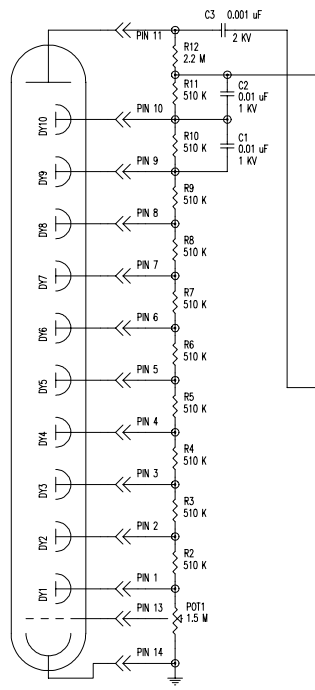 C3 0.001 uF
2 KV
PIN 11
R12
2.2 M
R11
510 K
C2
0.01 uF
1 KV
DY10
PIN 10
R10
510 K
C1
0.01 uF
1 KV
DY9
PIN 9
R9
510 K
DY8
PIN 8
R8
510 K
DY7
PIN 7
R7
510 K
DY6
PIN 6
R6
510 K
DY5
PIN 5
R5
510 K
DY4
PIN 4
R4
510 K
DY3
PIN 3
R3
510 K
DY2
PIN 2
R2
510 K
DY1
PIN 1
PIN 13
POT1
1.5 M
PIN 14